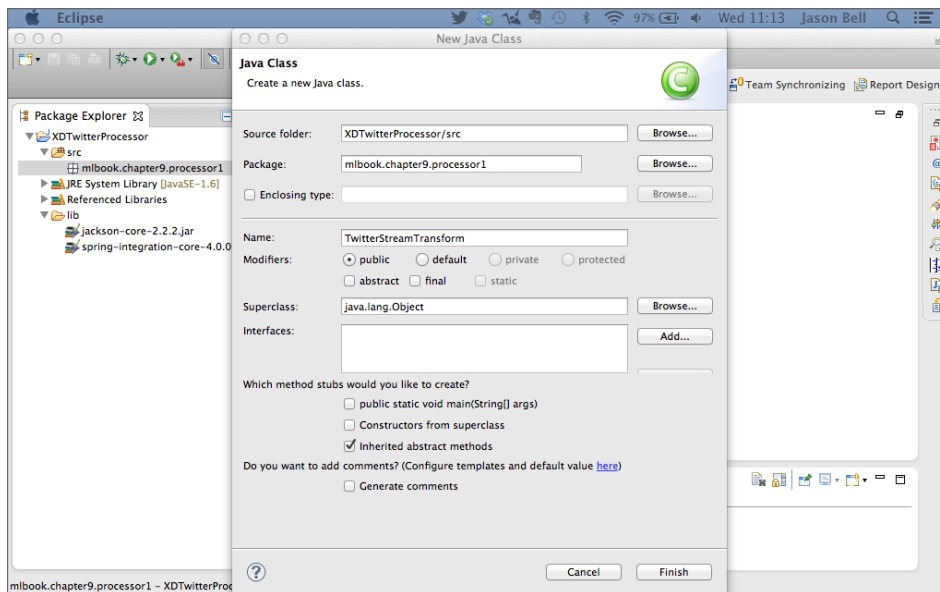 Eclipse 97% Wed 11:13 Jason Bell
New Java Class
Java Class
Create a new Java class.
C
Team Synchronizing Report Design
Package Explorer
XDTwitterProcessor
src
mlbook.chapter9.processor1
JRE System Library [JavaSE-1.6]
Referenced Libraries
lib
jackson-core-2.2.2.jar
spring-integration-core-4.0.0
Source folder: XDTwitterProcessor/src Browse...
Package: mlbook.chapter9.processor1 Browse...
Enclosing type: Browse...
Name: TwitterStreamTransform
Modifiers: public default private protected
abstract final static
Superclass: java.lang.Object Browse...
Interfaces: Add...
Which method stubs would you like to create?
public static void main(String[] args)
Constructors from superclass
Inherited abstract methods
Do you want to add comments? (Configure templates and default value here)
Generate comments
? Cancel Finish
mlbook.chapter9.processor1 – XDTwitterProc